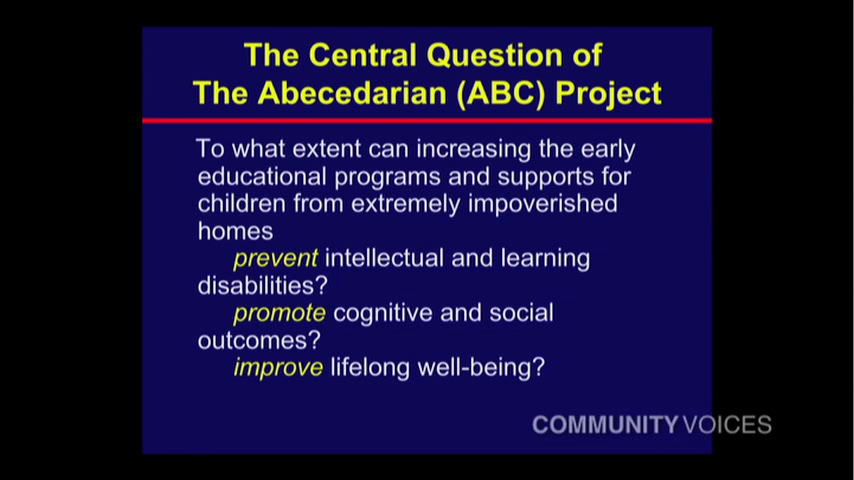 The Central Question of
The Abecedarian (ABC) Project
To what extent can increasing the early
educational programs and supports for
children from extremely impoverished
homes
prevent intellectual and learning
disabilities?
promote cognitive and social
outcomes?
improve lifelong well-being?
COMMUNITY VOICES